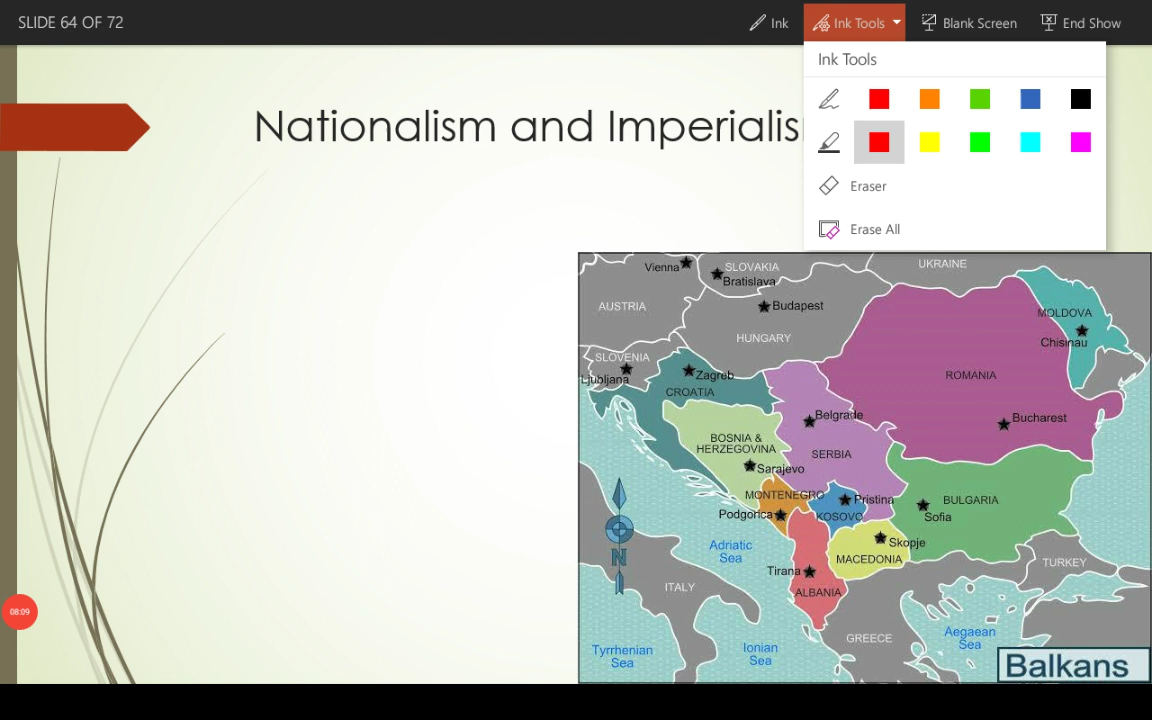 SLIDE 64 OF 72
Ink
Ink Tools
Blank Screen
End Show
Ink Tools
Eraser
Erase All
Nationalism and Imperialis
Vienna
SLOVAKIA
Bratislava
UKRAINE
AUSTRIA
Budapest
HUNGARY
MOLDOVA
Chisinau
SLOVENIA
Ljubljana
Zagreb
CROATIA
ROMANIA
Belgrade
Bucharest
BOSNIA &
HERZEGOVINA
SERBIA
Sarajevo
MONTENEGRO
Pristina
BULGARIA
Podgorica
KOSOVO
Sofia
Adriatic
Sea
Skopje
MACEDONIA
TURKEY
N
Tirana
ITALY
ALBANIA
08:09
GREECE
Aegaean
Sea
Tyrrhenian
Sea
Ionian
Sea
Balkans